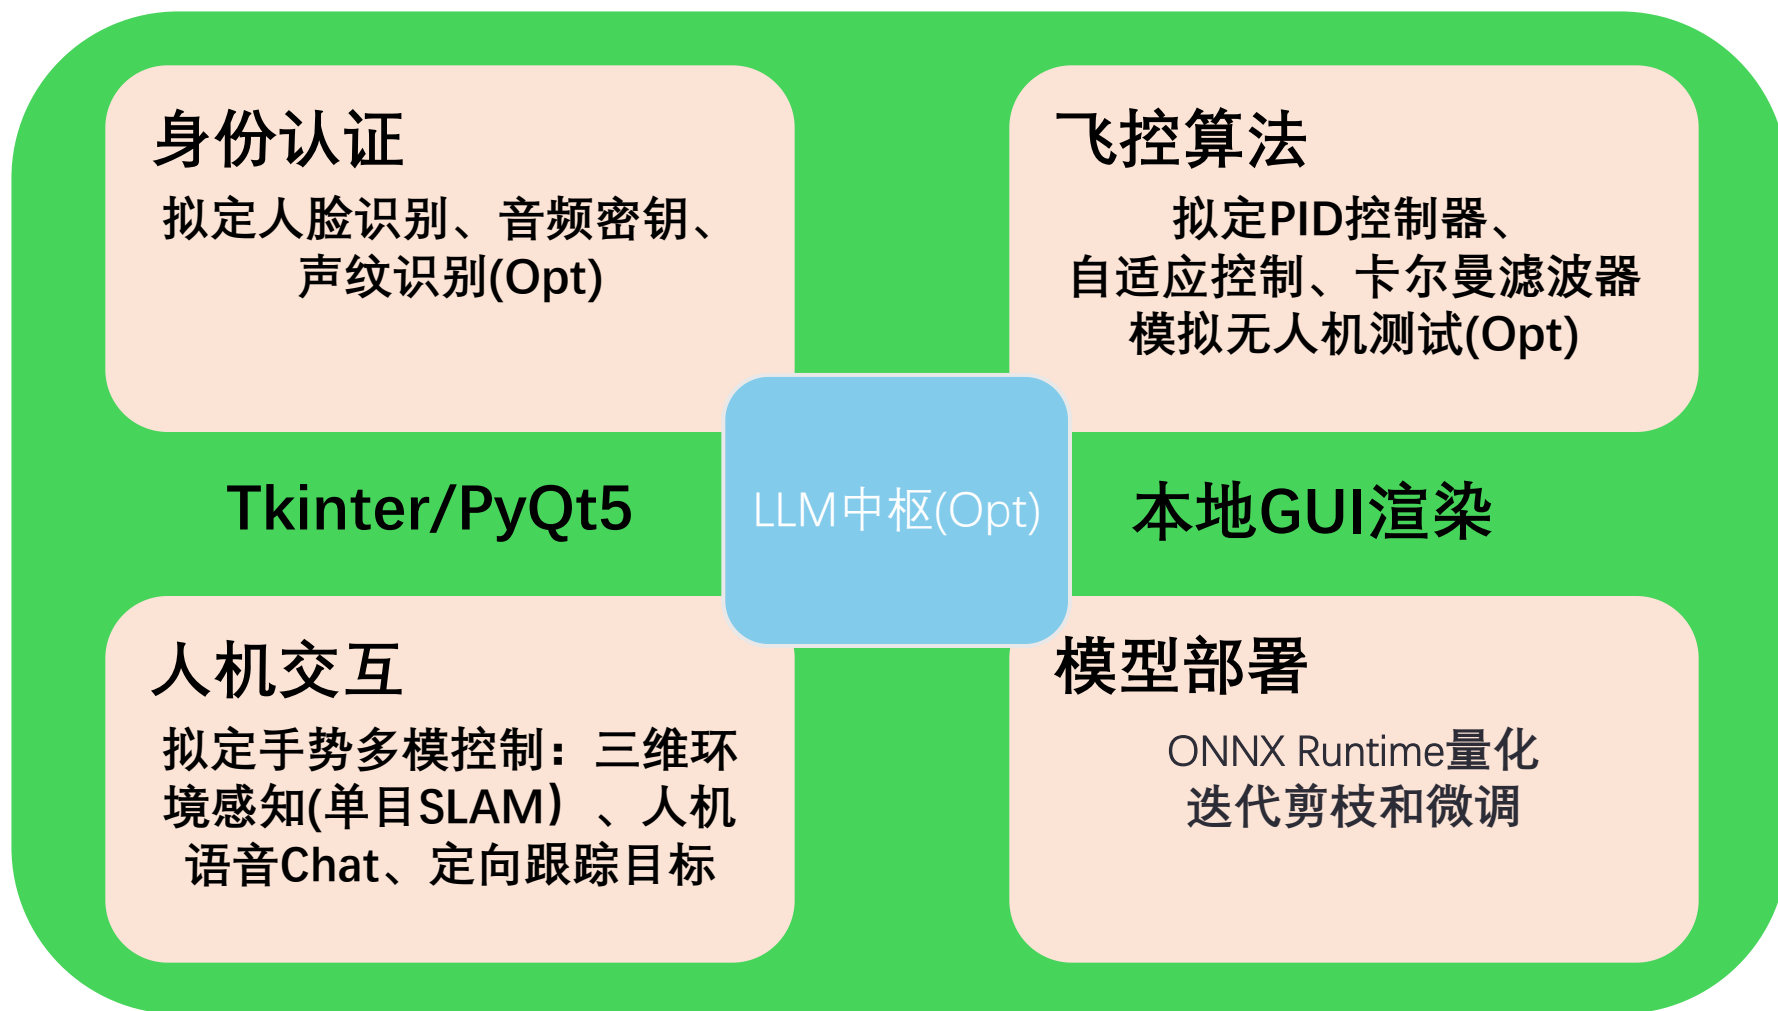 身份认证
拟定人脸识别、音频密钥、
声纹识别(Opt)
飞控算法
拟定PID控制器、
自适应控制、卡尔曼滤波器
模拟无人机测试(Opt)
Tkinter/PyQt5
LLM中枢(Opt)
本地GUI渲染
人机交互
拟定手势多模控制：三维环
境感知(单目SLAM）、人机
语音Chat、定向跟踪目标
模型部署
ONNX Runtime量化
迭代剪枝和微调